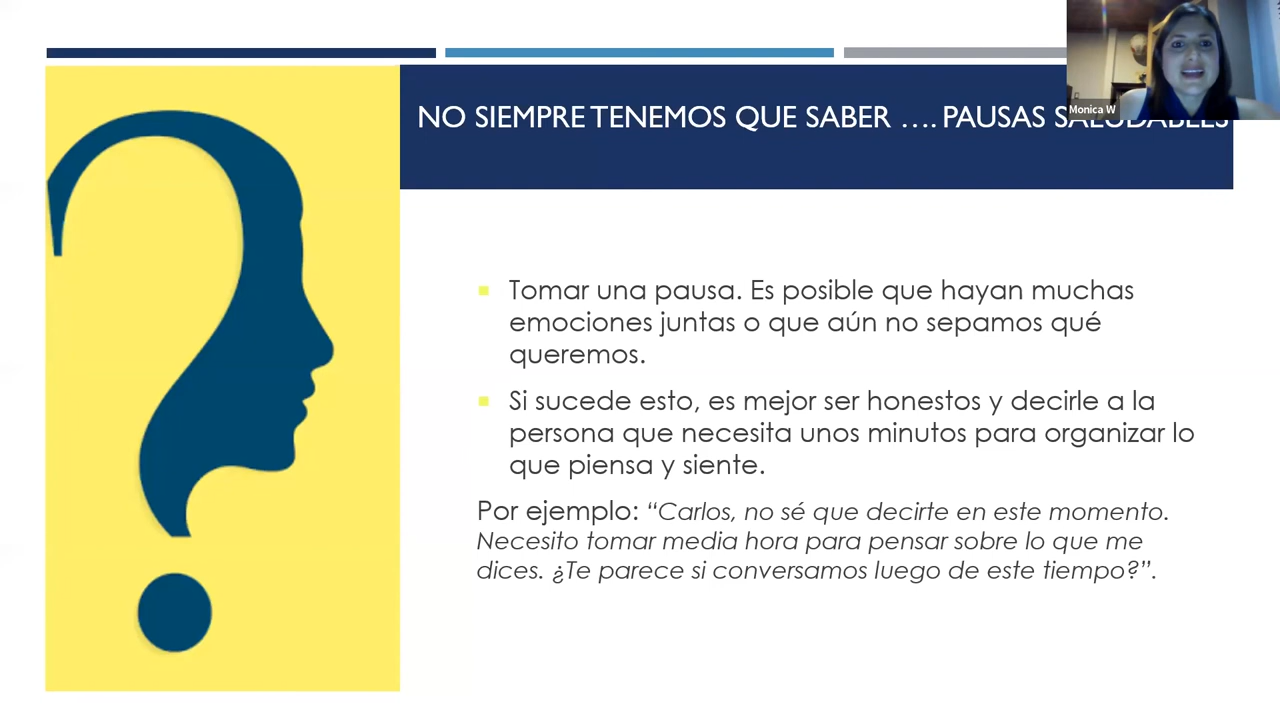 NO SIEMPRE TENEMOS QUE SABER .... PAUSAS SALUDABLES
Monica W
Tomar una pausa. Es posible que hayan muchas
emociones juntas o que aún no sepamos qué
queremos.
Si sucede esto, es mejor ser honestos y decirle a la
persona que necesita unos minutos para organizar lo
que piensa y siente.
Por ejemplo: “Carlos, no sé que decirte en este momento.
Necesito tomar media hora para pensar sobre lo que me
dices. ¿Te parece si conversamos luego de este tiempo?”.